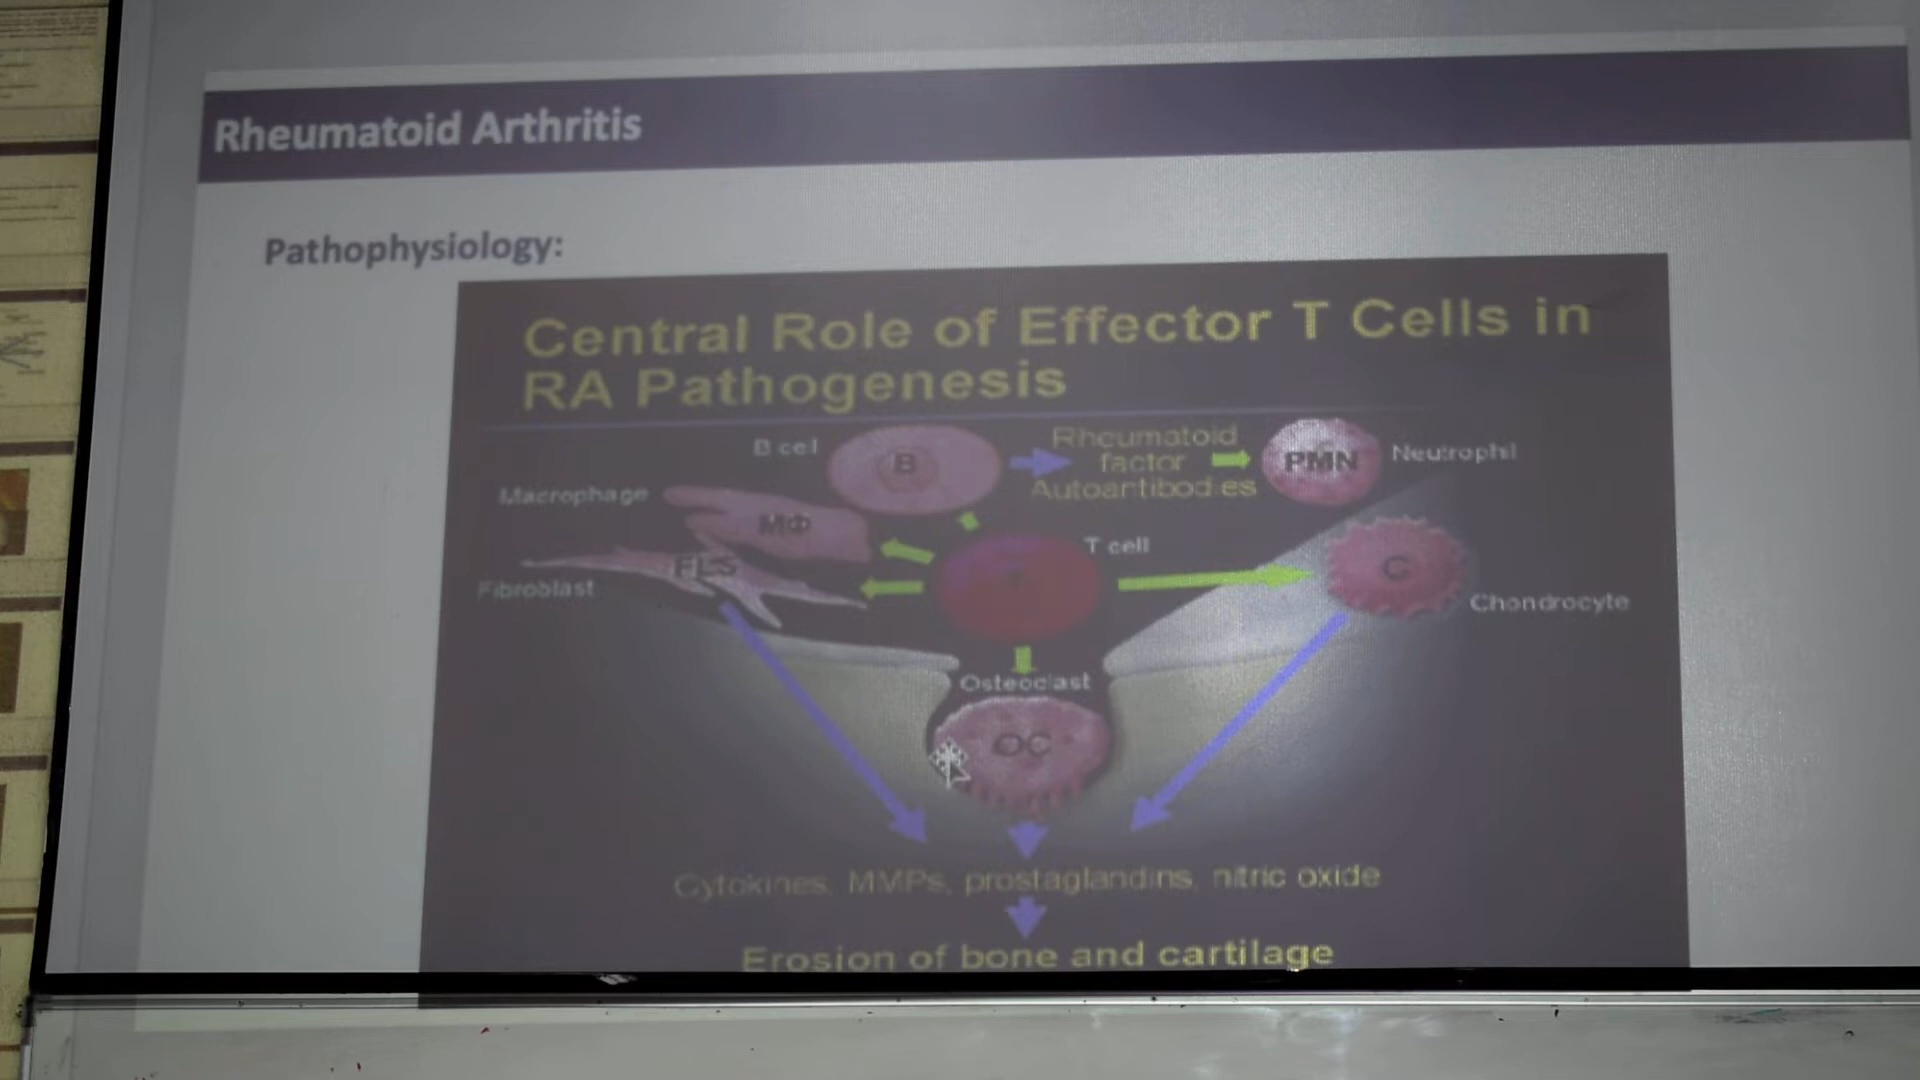 Rheumatoid Arthritis
Pathophysiology:
Central Role of Effector T Cells in
RA Pathogenesis
B cell
B
Rheumatoid
factor
Autoantibodies
PMN
Neutrophil
Macrophage
MΦ
T cell
FLS
Fibroblast
C
Chondrocyte
Osteoclast
OC
Cytokines, MMPs, prostaglandins, nitric oxide
Erosion of bone and cartilage